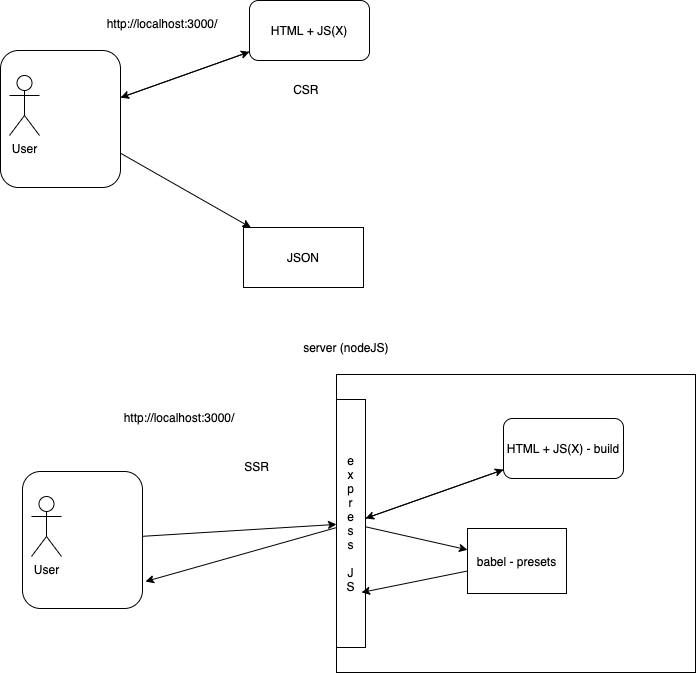 http://localhost:3000/
HTML + JS(X)
CSR
User
JSON
server (nodeJS)
http://localhost:3000/
SSR
HTML + JS(X) - build
express JS
User
babel - presets